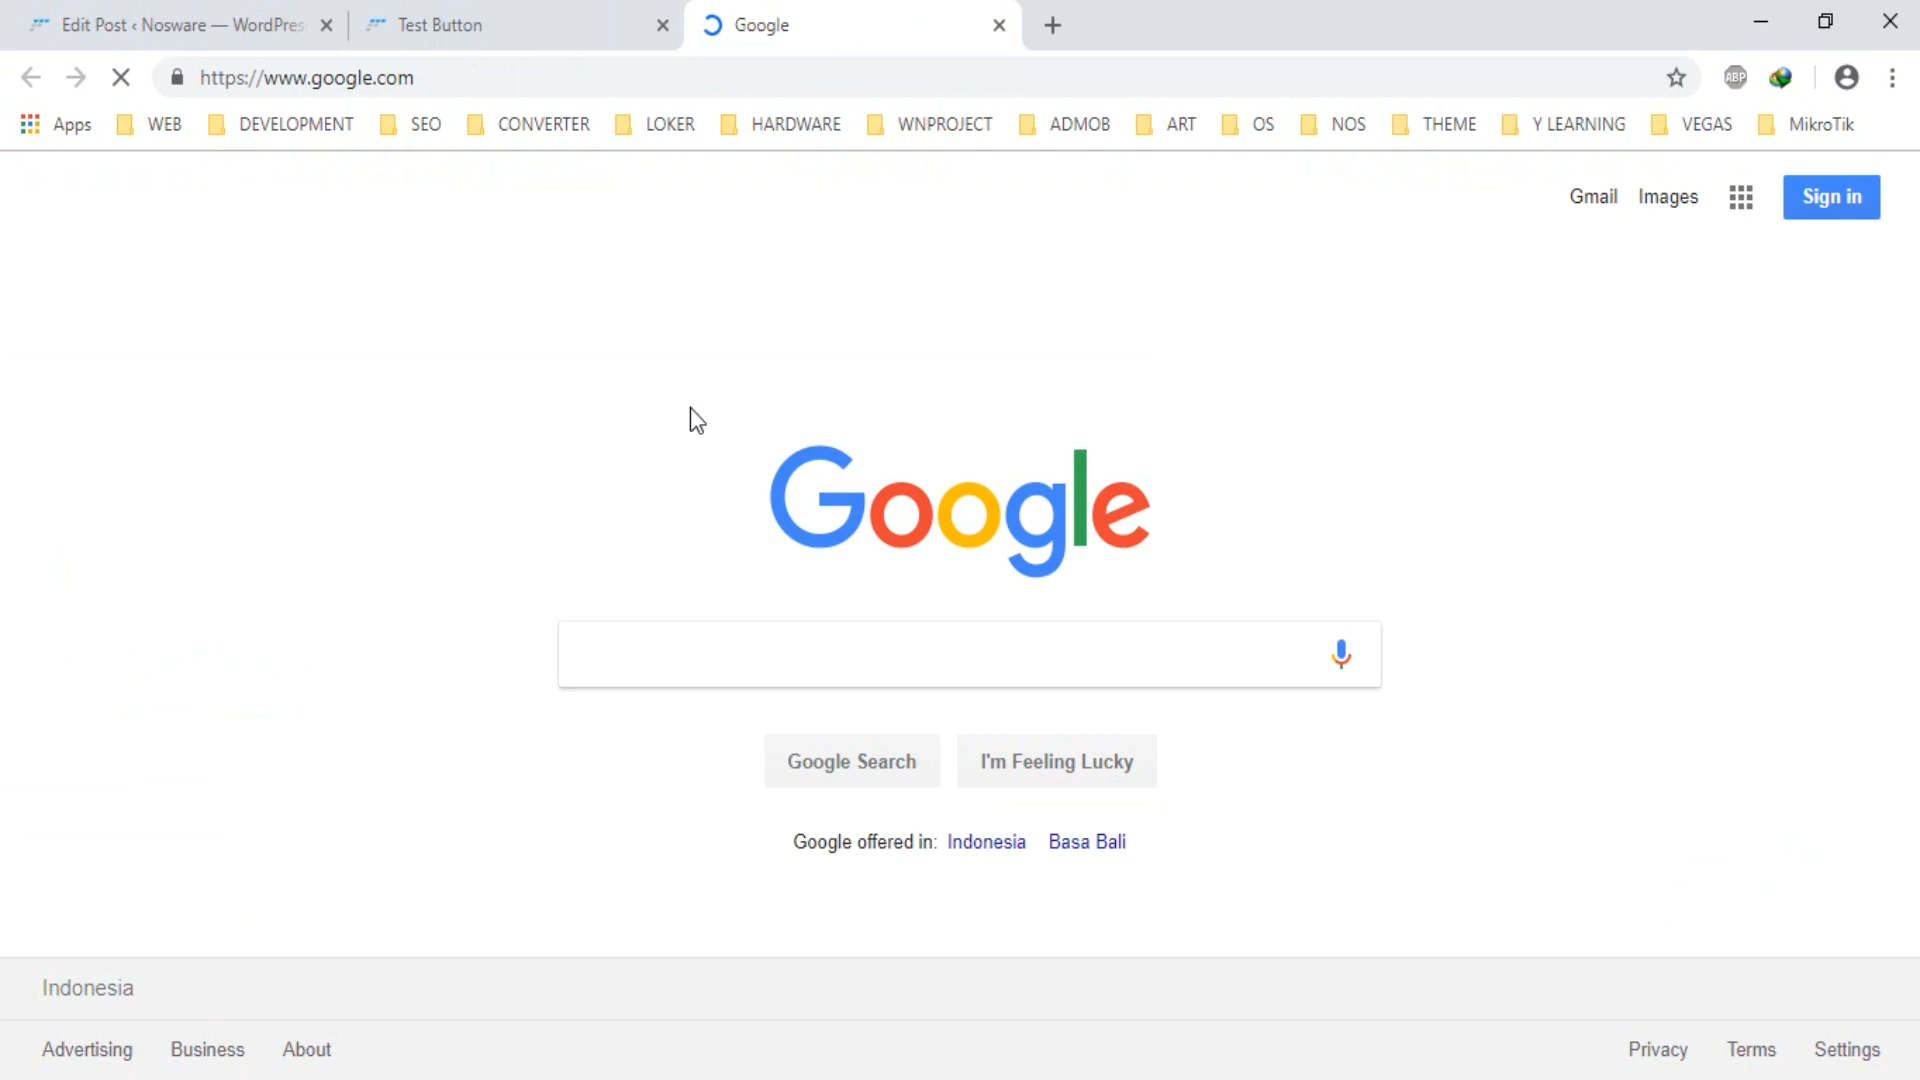 Edit Post ‹ Nosware — WordPres
Test Button
Google
https://www.google.com
ABP
Apps WEB DEVELOPMENT SEO CONVERTER LOKER HARDWARE WNPROJECT ADMOB ART OS NOS THEME Y LEARNING VEGAS MikroTik
Gmail Images Sign in
Google
Google Search I'm Feeling Lucky
Google offered in: Indonesia Basa Bali
Indonesia
Advertising Business About Privacy Terms Settings